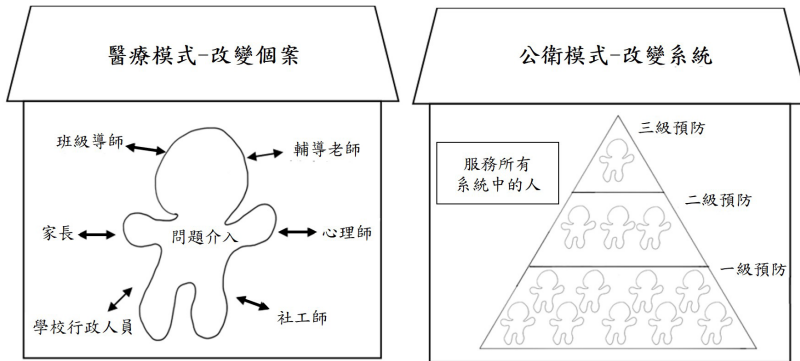 醫療模式-改變個案
班級導師
輔導老師
家長
問題介入
心理師
學校行政人員
社工師
公衛模式-改變系統
三級預防
服務所有
系統中的人
二級預防
一級預防